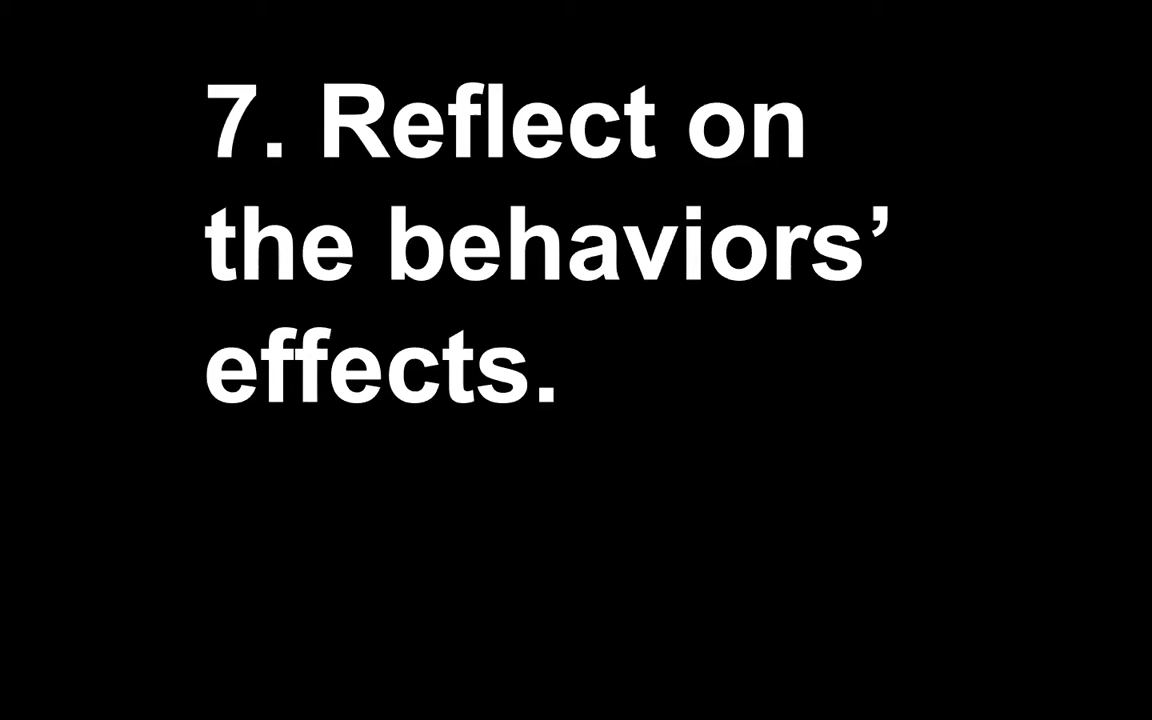 7. Reflect on
the behaviors’
effects.